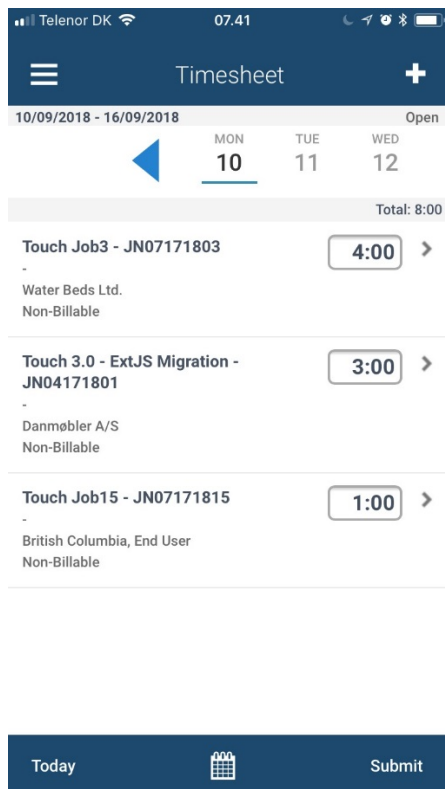 Telenor DK 07.41
Timesheet
10/09/2018 - 16/09/2018 Open
MON TUE WED
10 11 12
Total: 8:00
Touch Job3 - JN07171803 4:00
-
Water Beds Ltd.
Non-Billable
Touch 3.0 - ExtJS Migration - 3:00
JN04171801
-
Danmøbler A/S
Non-Billable
Touch Job15 - JN07171815 1:00
-
British Columbia, End User
Non-Billable
Today Submit